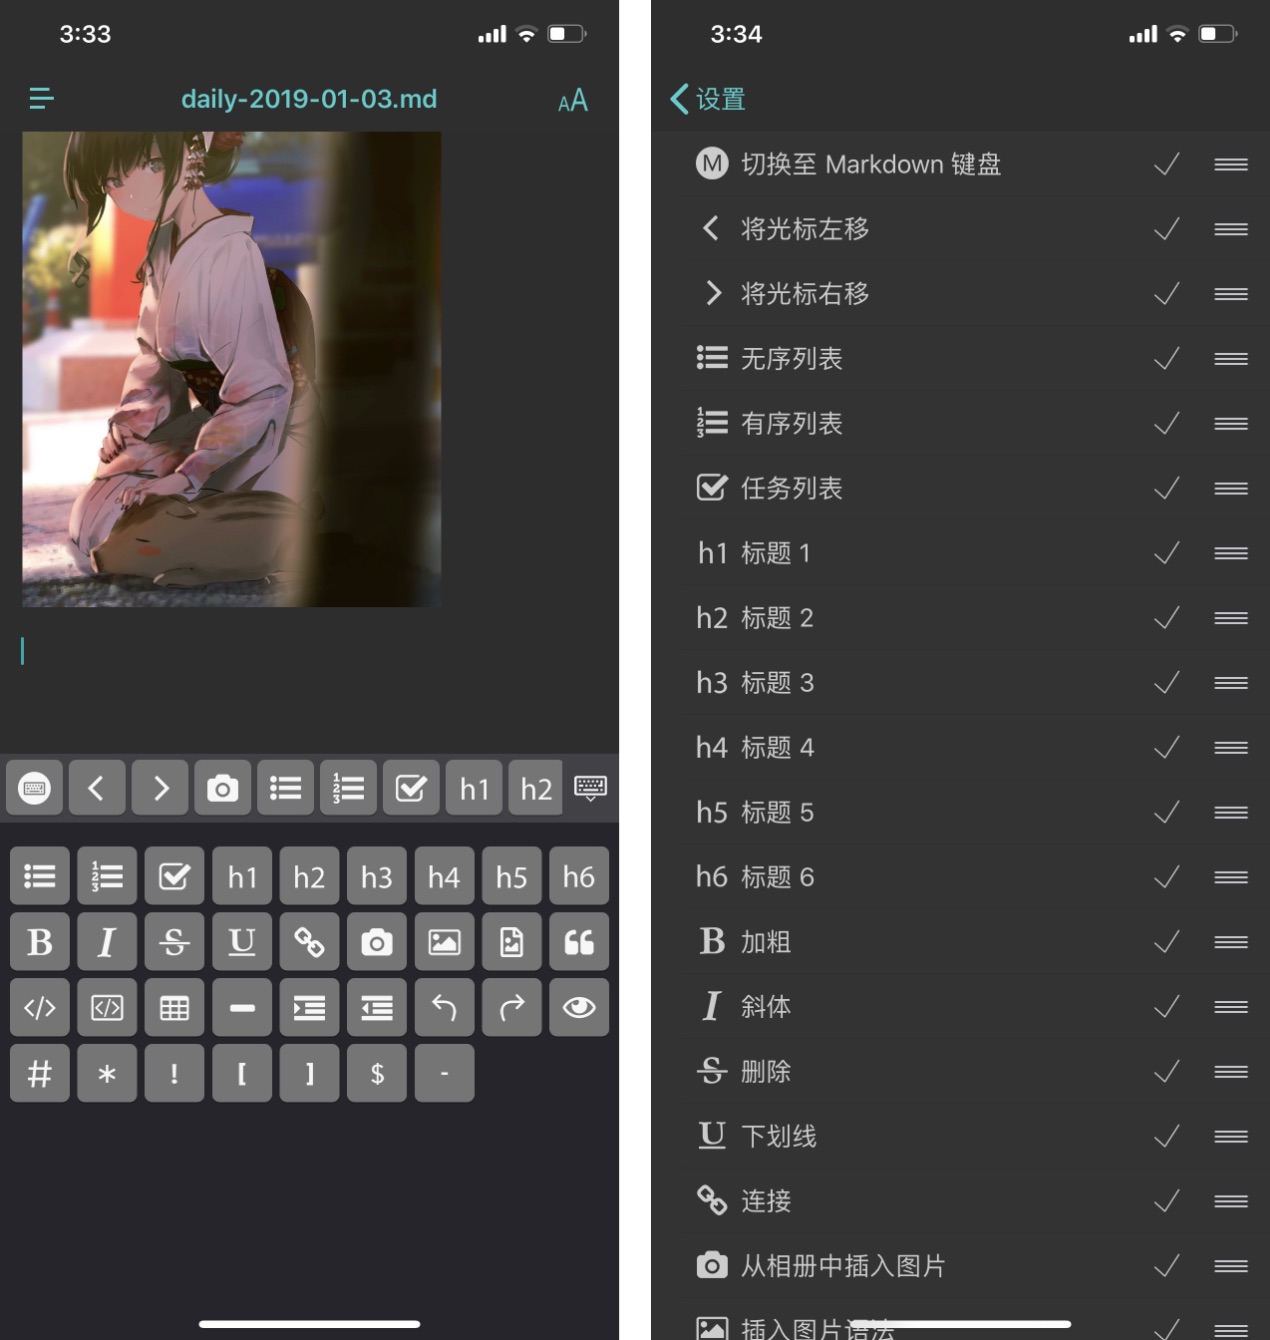 3:33
daily-2019-01-03.md
AA
h1 h2
h1 h2 h3 h4 h5 h6
B I S U
</> </>
# * ! [ ] $ -
3:34
设置
M 切换至 Markdown 键盘
将光标左移
将光标右移
无序列表
有序列表
任务列表
h1 标题 1
h2 标题 2
h3 标题 3
h4 标题 4
h5 标题 5
h6 标题 6
B 加粗
I 斜体
S 删除
U 下划线
连接
从相册中插入图片
插入图片语法